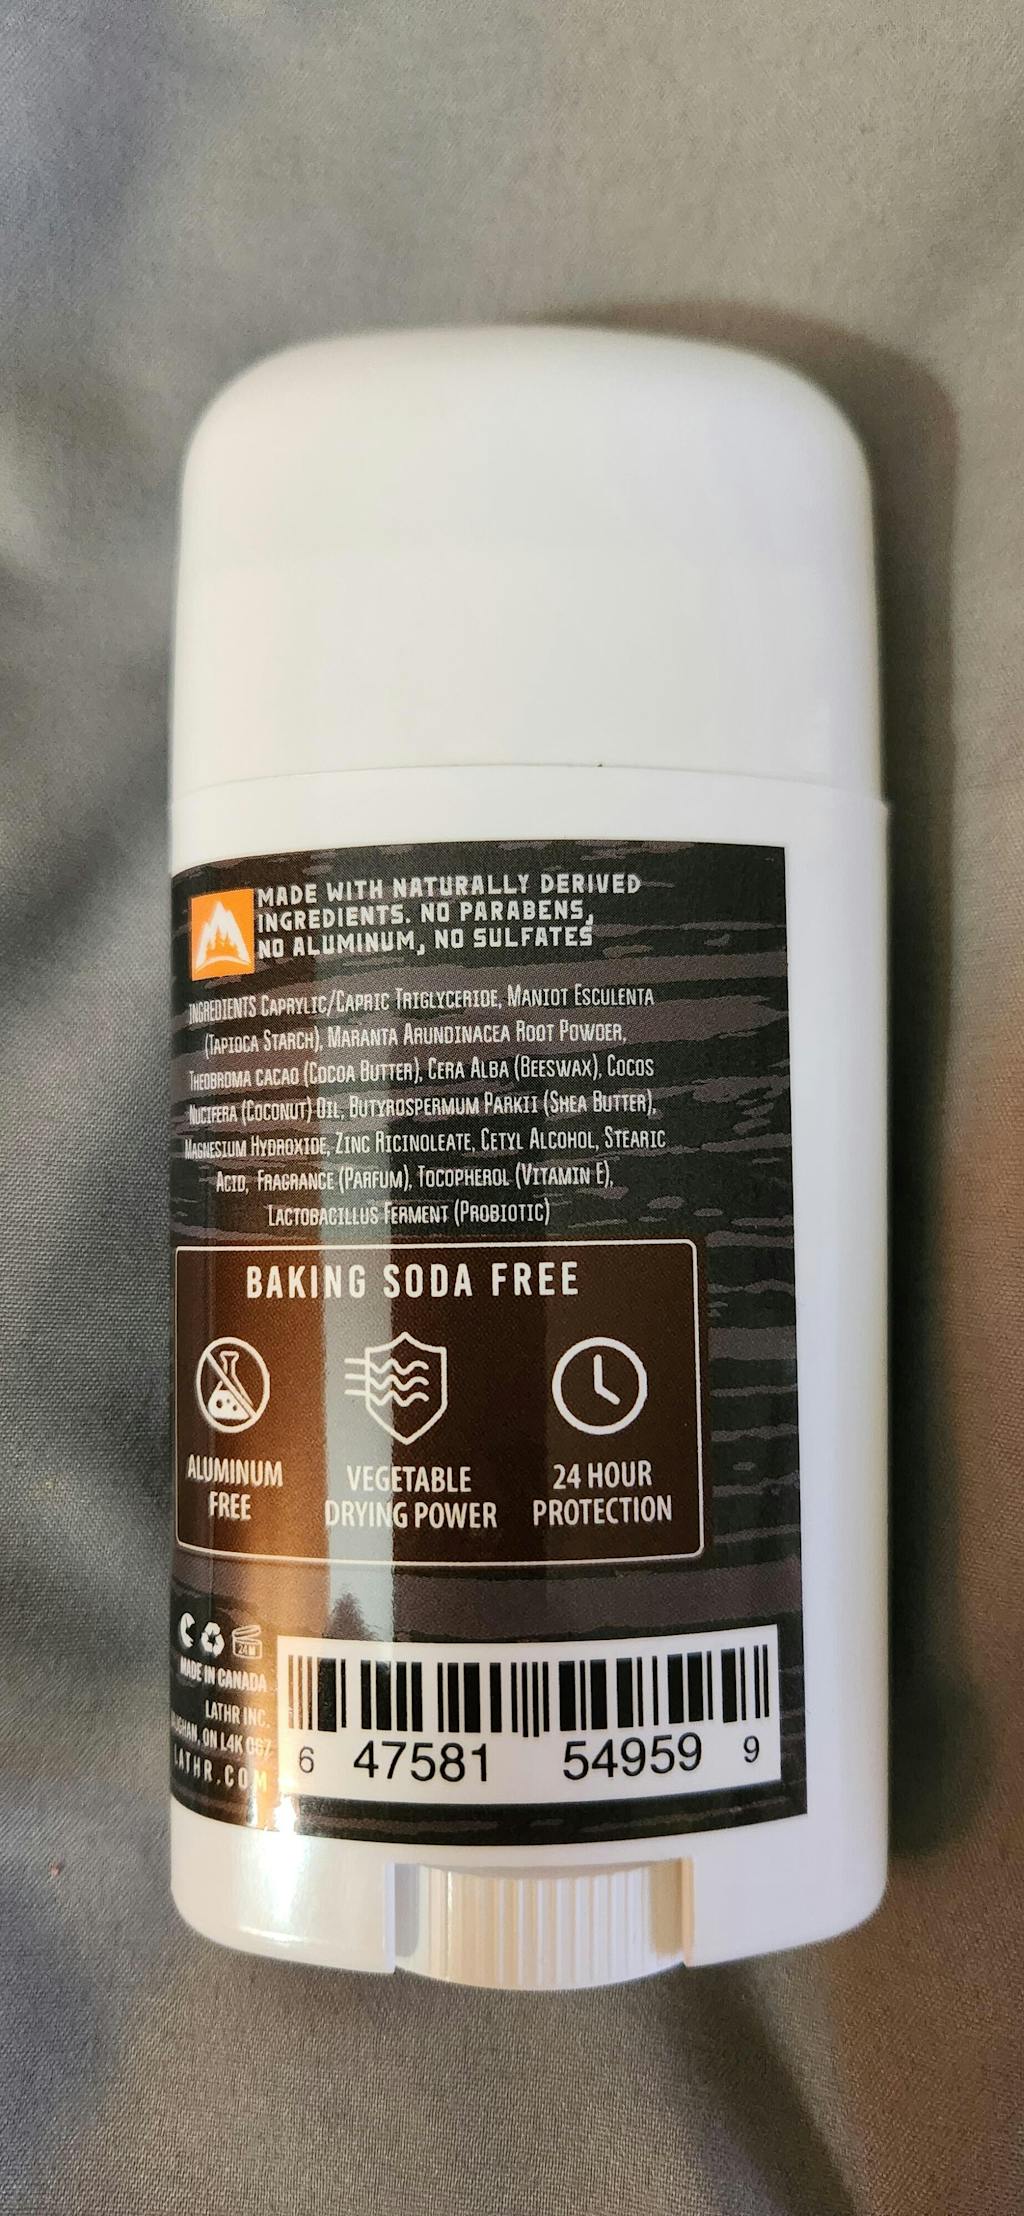 MADE WITH NATURALLY DERIVED
INGREDIENTS. NO PARABENS,
NO ALUMINUM, NO SULFATES
INGREDIENTS CAPRYLIC/CAPRIC TRIGLYCERIDE, MANIOT ESCULENTA
(TAPIOCA STARCH), MARANTA ARUNDINACEA ROOT POWDER,
THEOBROMA CACAO (COCOA BUTTER), CERA ALBA (BEESWAX), COCOS
NUCIFERA (COCONUT) OIL, BUTYROSPERMUM PARKII (SHEA BUTTER),
MAGNESIUM HYDROXIDE, ZINC RICINOLEATE, CETYL ALCOHOL, STEARIC
ACID, FRAGRANCE (PARFUM), TOCOPHEROL (VITAMIN E),
LACTOBACILLUS FERMENT (PROBIOTIC)
BAKING SODA FREE
ALUMINUM
FREE
VEGETABLE
DRYING POWER
24 HOUR
PROTECTION
24M
MADE IN CANADA
LATHR INC.
ON L4K
LATHR.COM
6 47581 54959 9